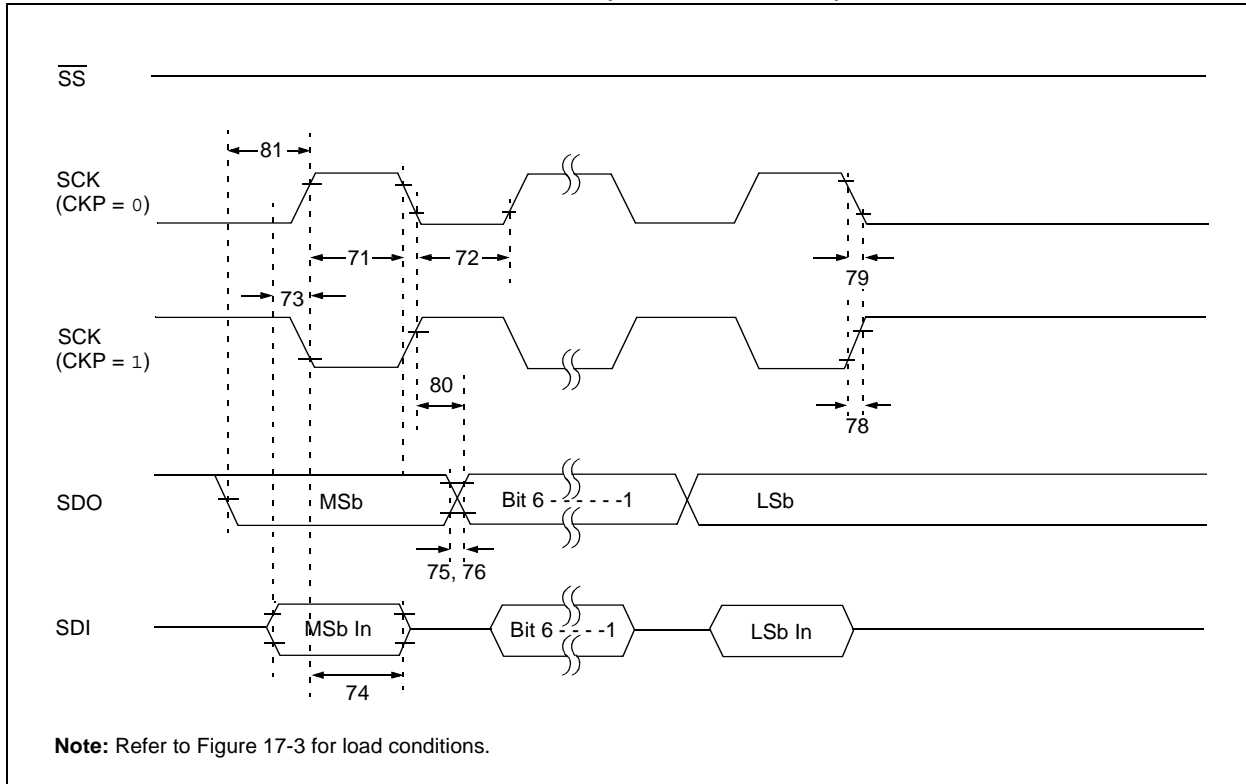 SS
81
SCK
(CKP = 0)
71
72
79
73
SCK
(CKP = 1)
80
78
SDO
MSb
Bit 6 - - - - - -1
LSb
75, 76
SDI
MSb In
Bit 6 - - - - -1
LSb In
74
Note: Refer to Figure 17-3 for load conditions.